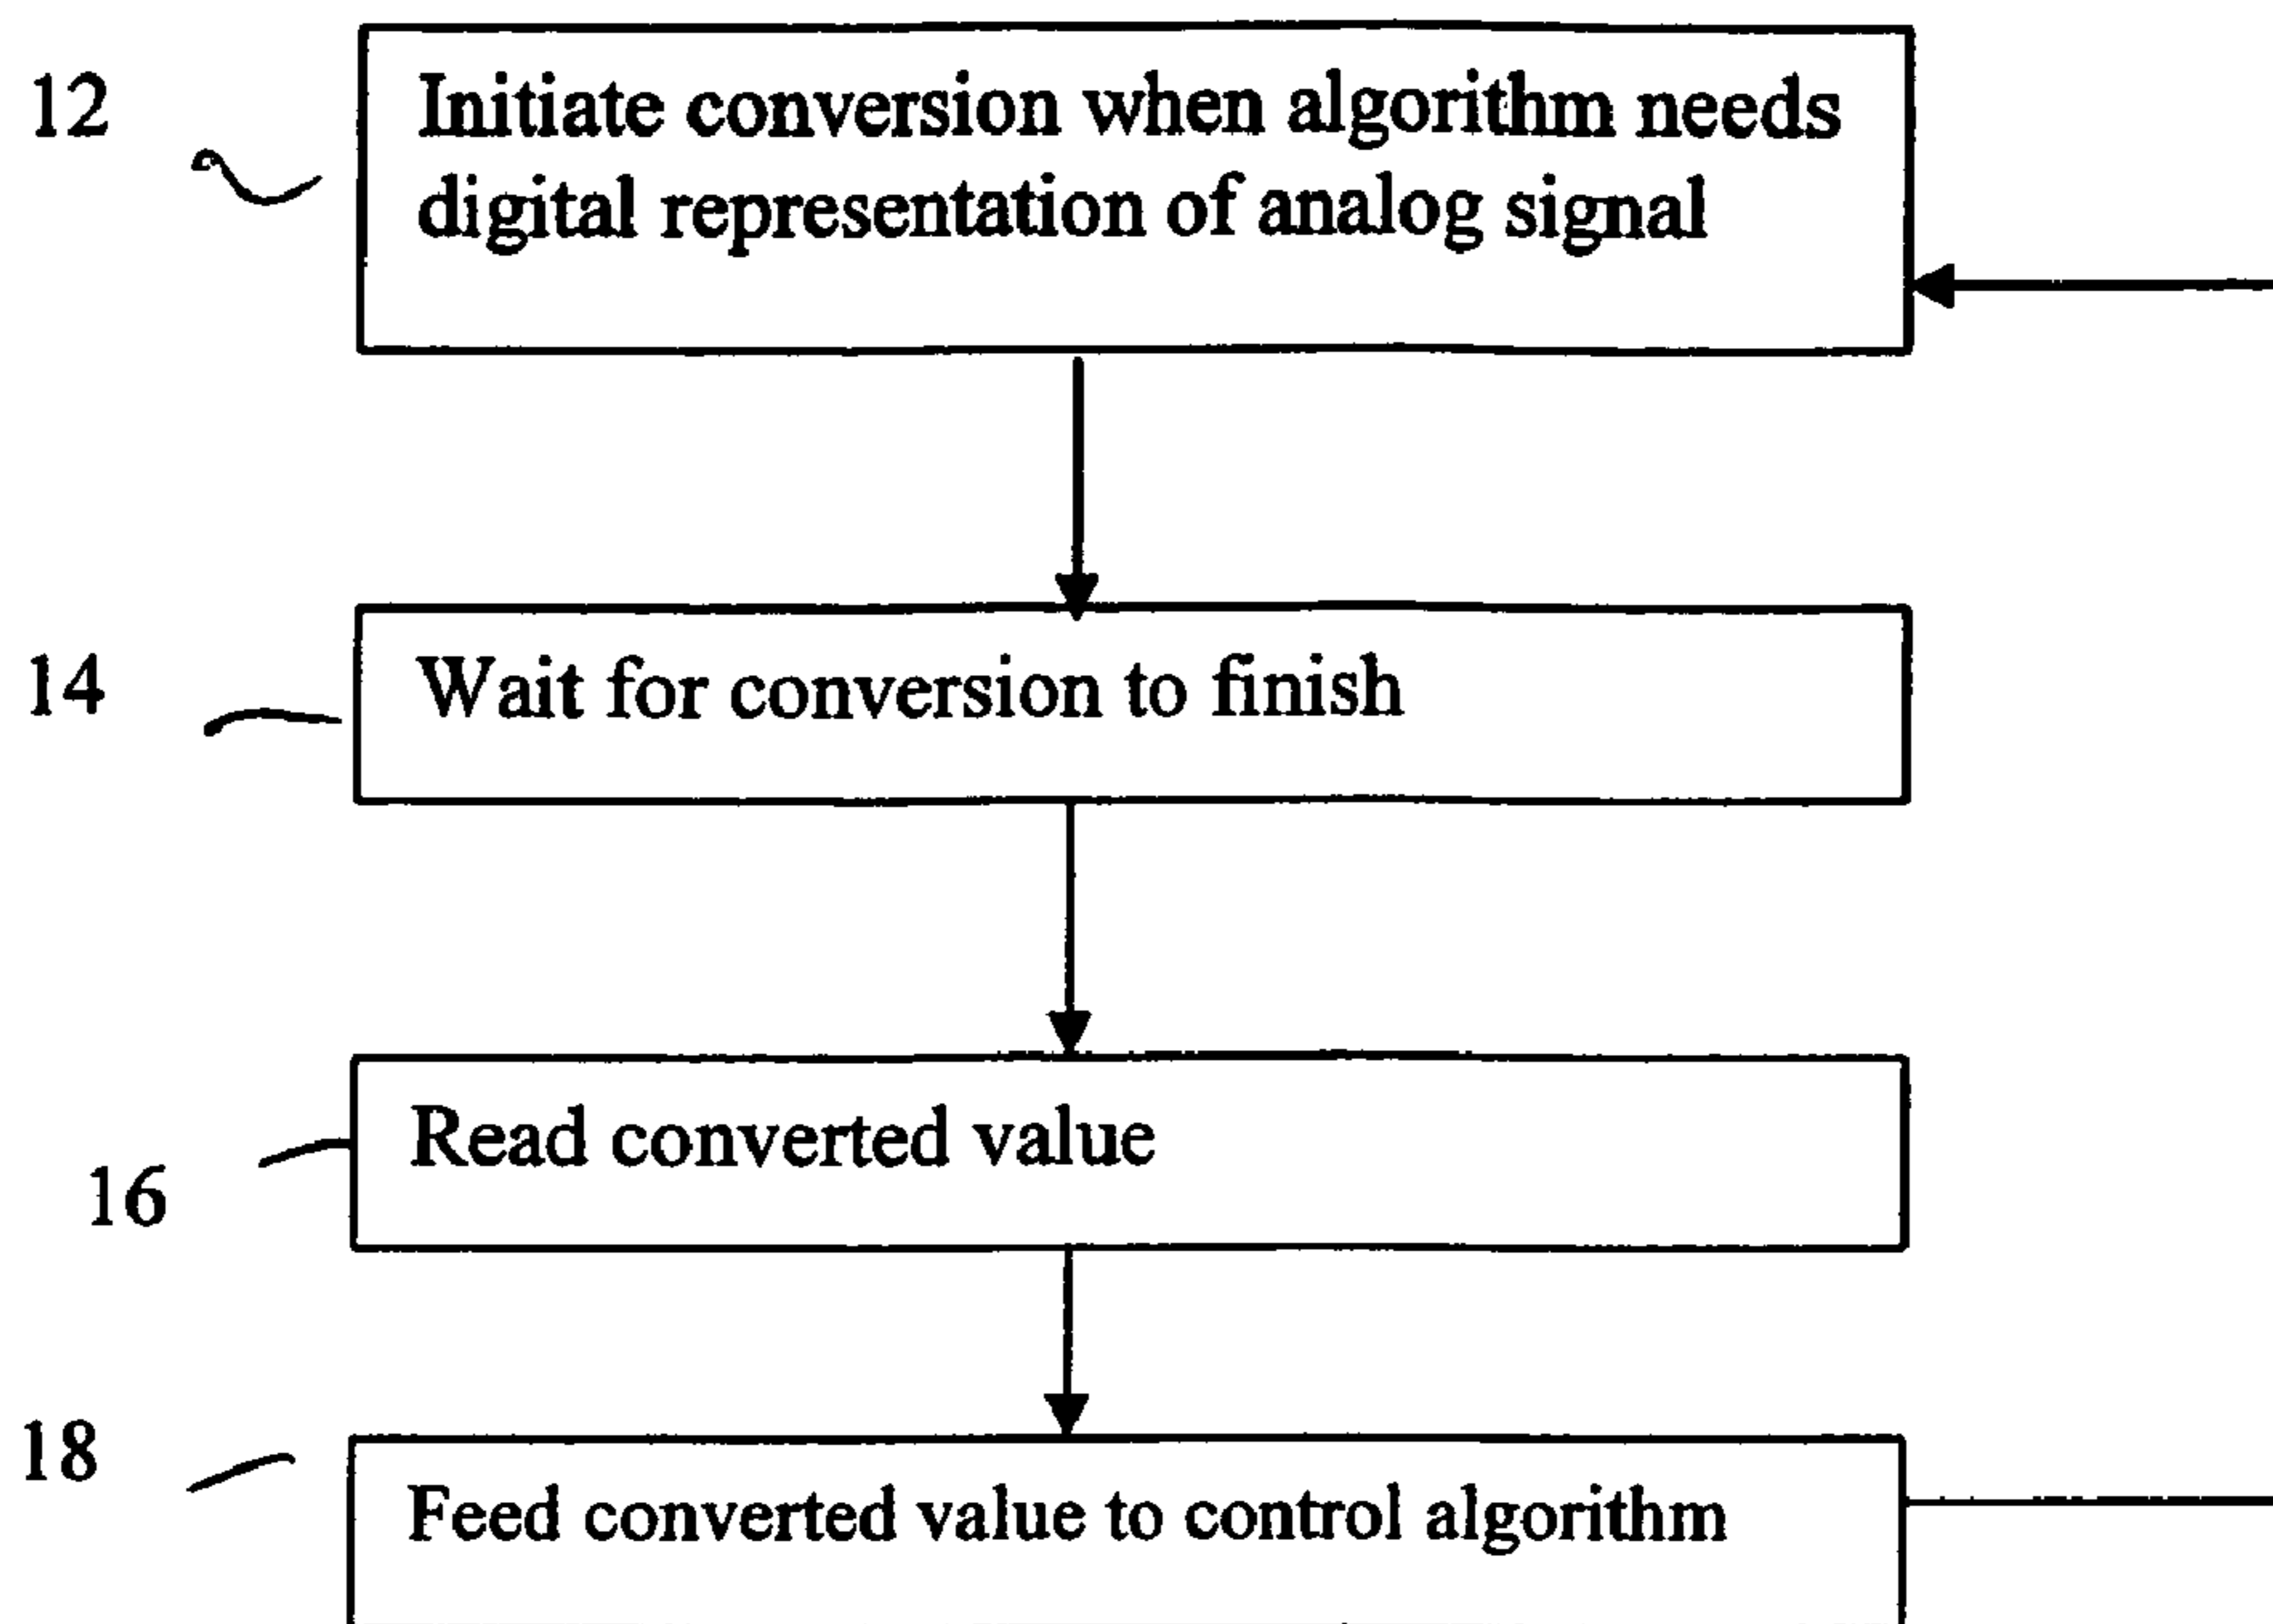 12
Initiate conversion when algorithm needs
digital representation of analog signal
14
Wait for conversion to finish
16
Read converted value
18
Feed converted value to control algorithm